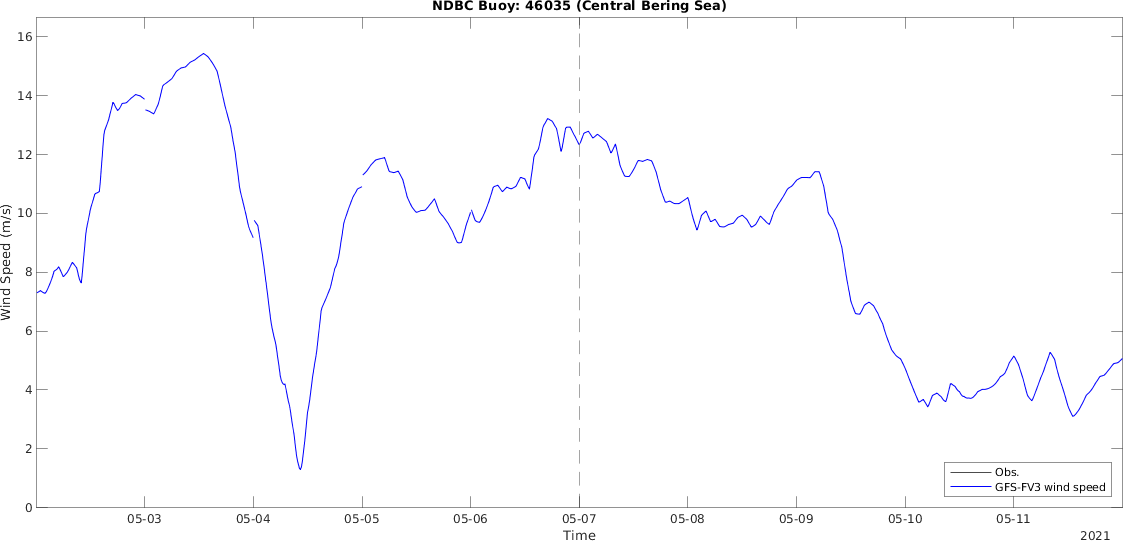 NDBC Buoy: 46035 (Central Bering Sea)
16
14
12
10
8
6
4
2
0
Wind Speed (m/s)
05-03 05-04 05-05 05-06 05-07 05-08 05-09 05-10 05-11
Time
2021
Obs.
GFS-FV3 wind speed